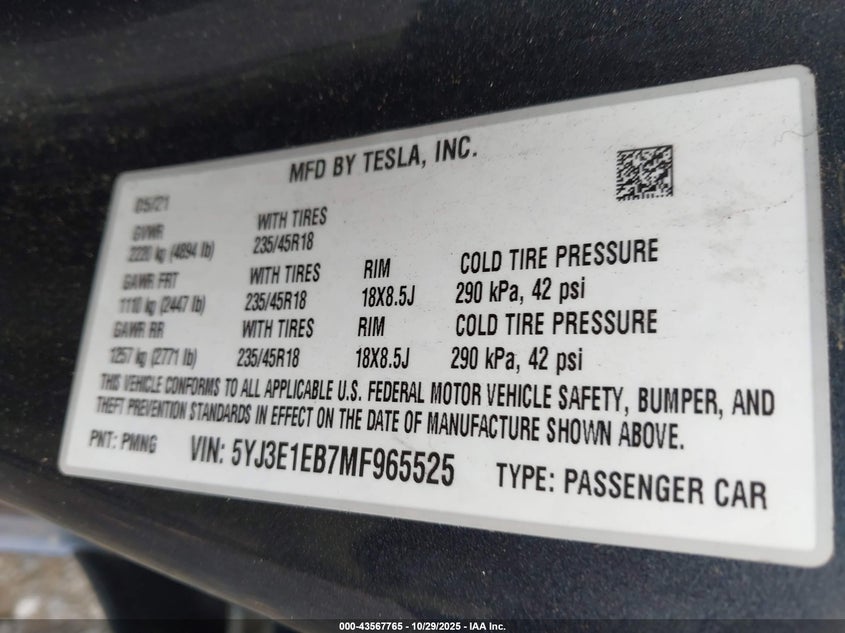 MFD BY TESLA, INC.
05/21
GVWR WITH TIRES
2220 kg (4894 lb) 235/45R18
GAWR FRT WITH TIRES RIM COLD TIRE PRESSURE
1110 kg (2447 lb) 235/45R18 18X8.5J 290 kPa, 42 psi
GAWR RR WITH TIRES RIM COLD TIRE PRESSURE
1257 kg (2771 lb) 235/45R18 18X8.5J 290 kPa, 42 psi
THIS VEHICLE CONFORMS TO ALL APPLICABLE U.S. FEDERAL MOTOR VEHICLE SAFETY, BUMPER, AND
THEFT PREVENTION STANDARDS IN EFFECT ON THE DATE OF MANUFACTURE SHOWN ABOVE.
PNT: PMNG VIN: 5YJ3E1EB7MF965525 TYPE: PASSENGER CAR
000-43567765 - 10/29/2025 - IAA Inc.